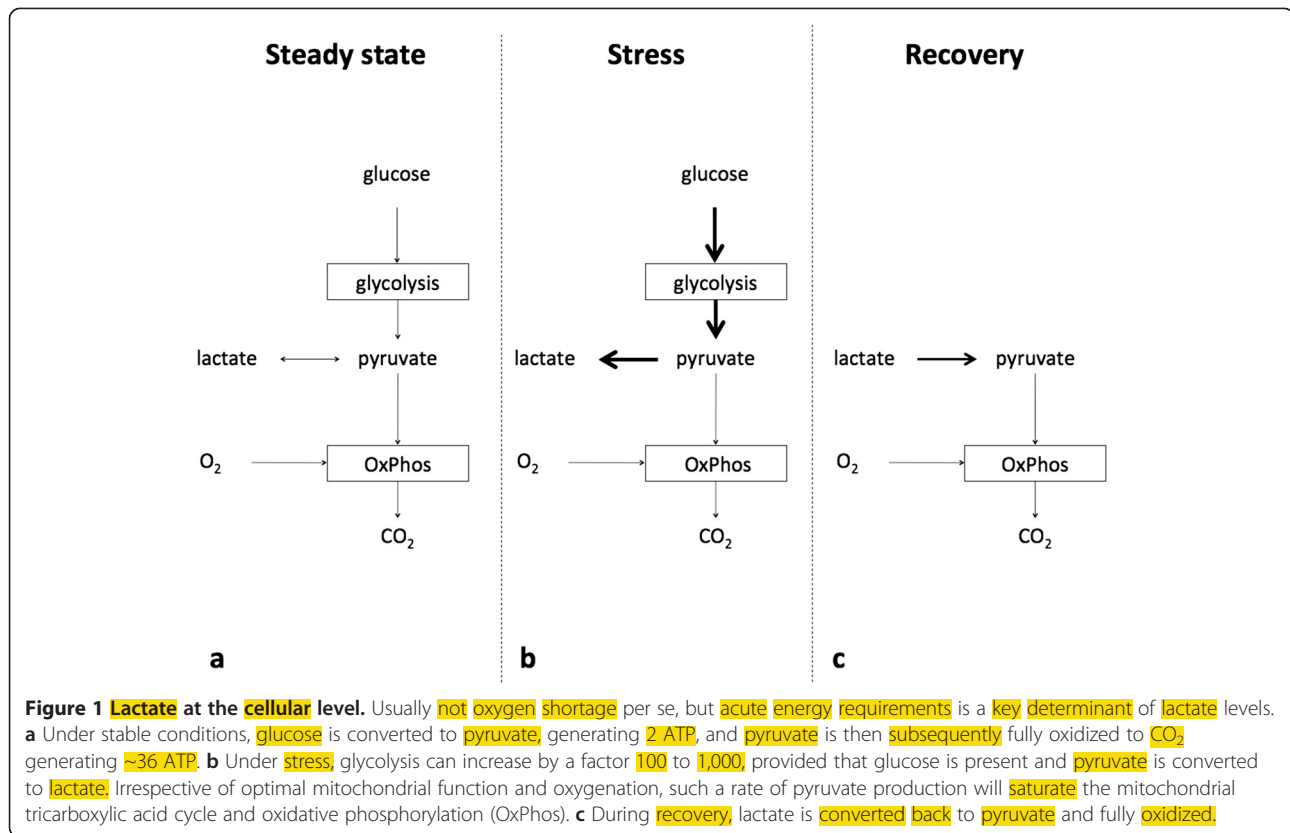 Steady state
Stress
Recovery
glucose
glucose
glycolysis
glycolysis
lactate
pyruvate
lactate
pyruvate
lactate
pyruvate
O₂
OxPhos
O₂
OxPhos
O₂
OxPhos
CO₂
CO₂
CO₂
a
b
c
Figure 1 Lactate at the cellular level. Usually not oxygen shortage per se, but acute energy requirements is a key determinant of lactate levels.
a Under stable conditions, glucose is converted to pyruvate, generating 2 ATP, and pyruvate is then subsequently fully oxidized to CO₂
generating ~36 ATP. b Under stress, glycolysis can increase by a factor 100 to 1,000, provided that glucose is present and pyruvate is converted
to lactate. Irrespective of optimal mitochondrial function and oxygenation, such a rate of pyruvate production will saturate the mitochondrial
tricarboxylic acid cycle and oxidative phosphorylation (OxPhos). c During recovery, lactate is converted back to pyruvate and fully oxidized.